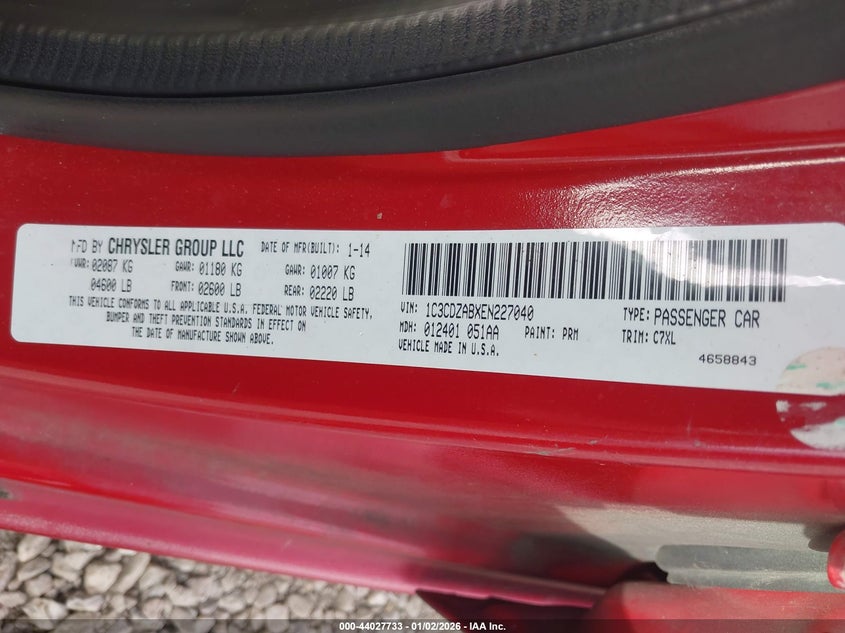 MFD BY CHRYSLER GROUP LLC DATE OF MFR(BUILT): 1-14
GVWR: 02087 KG GAWR: 01180 KG GAWR: 01007 KG
04600 LB FRONT: 02600 LB REAR: 02220 LB
THIS VEHICLE CONFORMS TO ALL APPLICABLE U.S.A. FEDERAL MOTOR VEHICLE SAFETY,
BUMPER AND THEFT PREVENTION STANDARDS IN EFFECT ON
THE DATE OF MANUFACTURE SHOWN ABOVE.
VIN: 1C3CDZABXEN227040 TYPE: PASSENGER CAR
MDH: 012401 051AA PAINT: PRM TRIM: C7XL
VEHICLE MADE IN U.S.A.
4658843
000-44027733 - 01/02/2026 - IAA Inc.